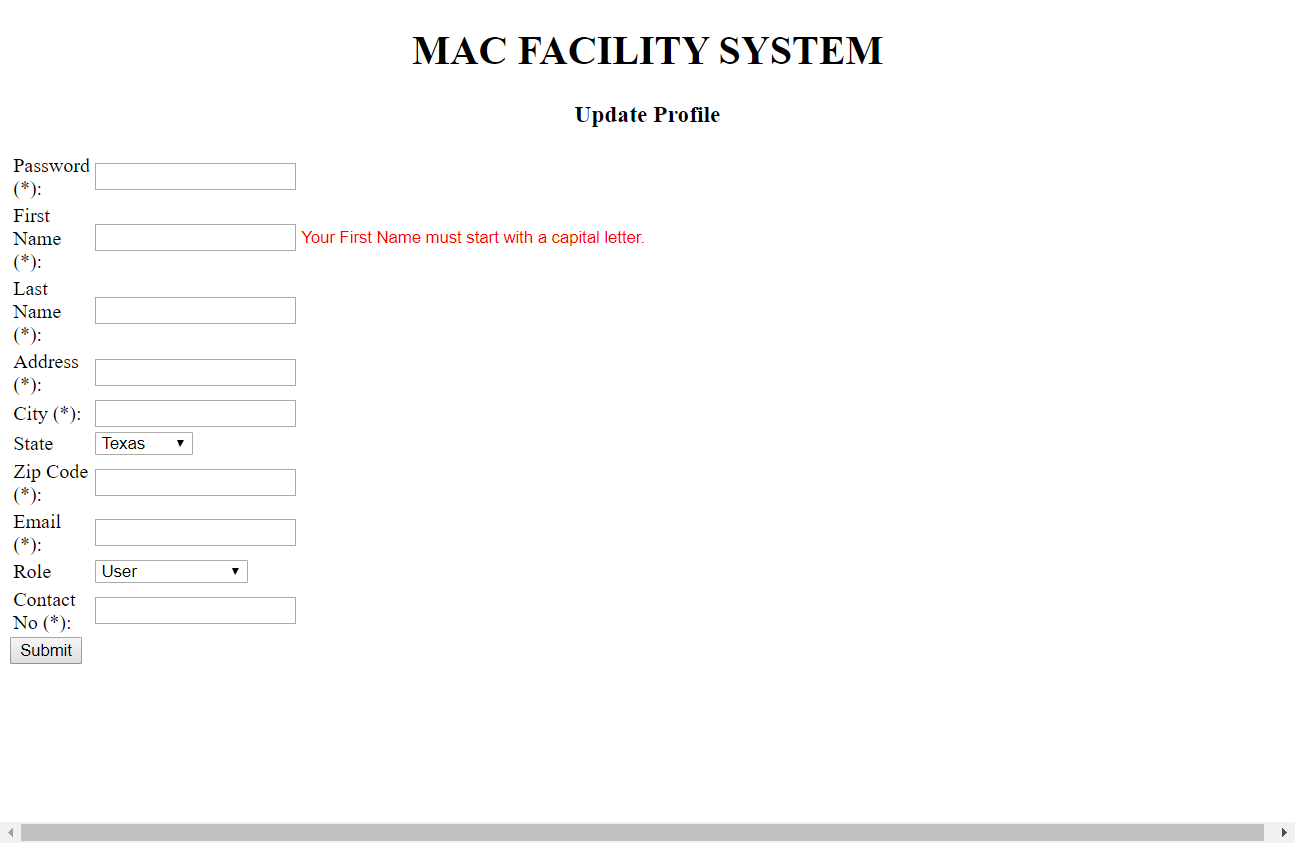 MAC FACILITY SYSTEM
Update Profile
Password
(*):
First
Name
(*):
Your First Name must start with a capital letter.
Last
Name
(*):
Address
(*):
City (*):
State
Texas
Zip Code
(*):
Email
(*):
Role
User
Contact
No (*):
Submit